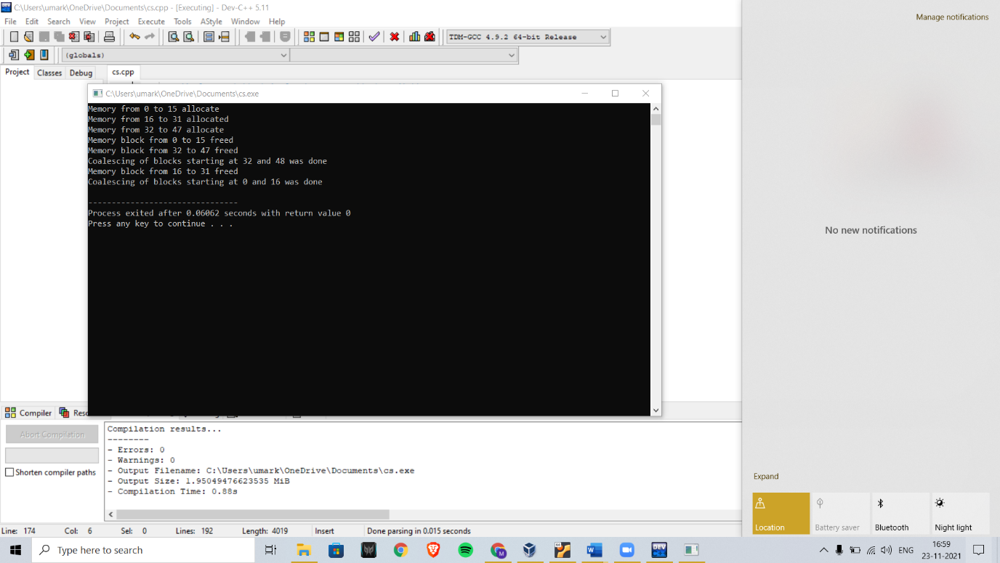 C:\Users\umark\OneDrive\Documents\cs.cpp - [Executing] - Dev-C++ 5.11
File Edit Search View Project Execute Tools AStyle Window Help
TDM-GCC 4.9.2 64-bit Release
(globals)
Project Classes Debug cs.cpp
C:\Users\umark\OneDrive\Documents\cs.exe
Memory from 0 to 15 allocate
Memory from 16 to 31 allocated
Memory from 32 to 47 allocate
Memory block from 0 to 15 freed
Memory block from 32 to 47 freed
Coalescing of blocks starting at 32 and 48 was done
Memory block from 16 to 31 freed
Coalescing of blocks starting at 0 and 16 was done
--------------------------------
Process exited after 0.06062 seconds with return value 0
Press any key to continue . . .
Compiler
Abort Compilation
Shorten compiler paths
Compilation results...
--------
- Errors: 0
- Warnings: 0
- Output Filename: C:\Users\umark\OneDrive\Documents\cs.exe
- Output Size: 1.95049476623535 MiB
- Compilation Time: 0.88s
Line: 174 Col: 6 Sel: 0 Lines: 192 Length: 4019 Insert Done parsing in 0.015 seconds
Manage notifications
No new notifications
Expand
Location Battery saver Bluetooth Night light
Type here to search
ENG
16:59
23-11-2021